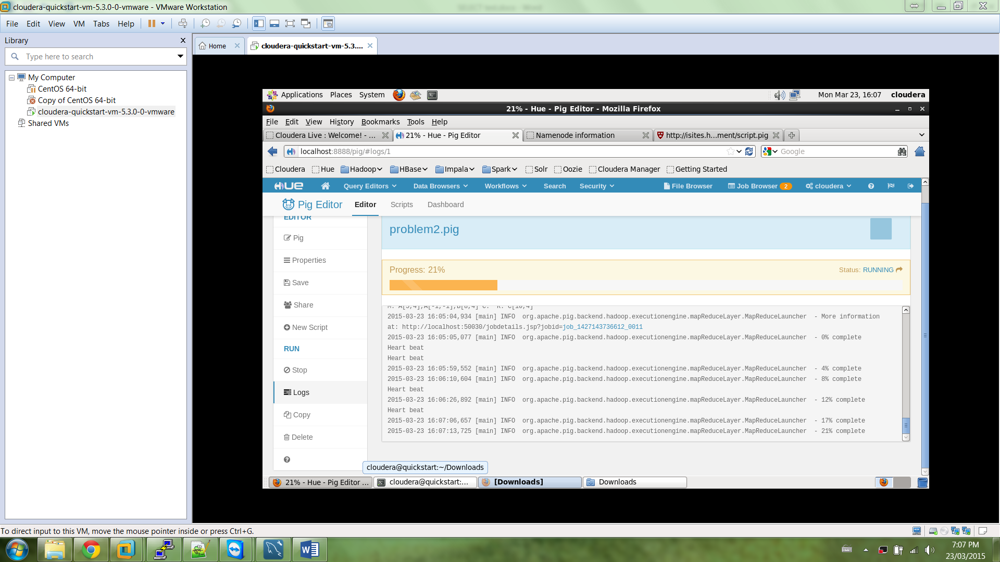 cloudera-quickstart-vm-5.3.0-0-vmware - VMware Workstation
File Edit View VM Tabs Help
Library
Type here to search
My Computer
CentOS 64-bit
Copy of CentOS 64-bit
cloudera-quickstart-vm-5.3.0-0-vmware
Shared VMs
Home
cloudera-quickstart-vm-5.3....
Applications Places System
Mon Mar 23, 16:07 cloudera
21% - Hue - Pig Editor - Mozilla Firefox
File Edit View History Bookmarks Tools Help
Cloudera Live : Welcome! - ...
21% - Hue - Pig Editor
Namenode information
http://isites.h...ment/script.pig
localhost:8888/pig/#logs/1
Google
Cloudera Hue Hadoop HBase Impala Spark Solr Oozie Cloudera Manager Getting Started
HUE Query Editors Data Browsers Workflows Search Security File Browser Job Browser 2 cloudera
Pig Editor Editor Scripts Dashboard
EDITOR
Pig
Properties
Save
Share
New Script
RUN
Stop
Logs
Copy
Delete
problem2.pig
Progress: 21%
Status: RUNNING
M: A[5,4],A[-1,-1],B[8,4] C: R: C[10,4]
2015-03-23 16:05:04,934 [main] INFO org.apache.pig.backend.hadoop.executionengine.mapReduceLayer.MapReduceLauncher - More information
at: http://localhost:50030/jobdetails.jsp?jobid=job_1427143736612_0011
2015-03-23 16:05:05,077 [main] INFO org.apache.pig.backend.hadoop.executionengine.mapReduceLayer.MapReduceLauncher - 0% complete
Heart beat
Heart beat
2015-03-23 16:05:59,552 [main] INFO org.apache.pig.backend.hadoop.executionengine.mapReduceLayer.MapReduceLauncher - 4% complete
2015-03-23 16:06:10,604 [main] INFO org.apache.pig.backend.hadoop.executionengine.mapReduceLayer.MapReduceLauncher - 8% complete
Heart beat
2015-03-23 16:06:26,892 [main] INFO org.apache.pig.backend.hadoop.executionengine.mapReduceLayer.MapReduceLauncher - 12% complete
Heart beat
2015-03-23 16:07:06,657 [main] INFO org.apache.pig.backend.hadoop.executionengine.mapReduceLayer.MapReduceLauncher - 17% complete
2015-03-23 16:07:13,725 [main] INFO org.apache.pig.backend.hadoop.executionengine.mapReduceLayer.MapReduceLauncher - 21% complete
cloudera@quickstart:~/Downloads
21% - Hue - Pig Editor ...
cloudera@quickstart:...
[Downloads]
Downloads
To direct input to this VM, move the mouse pointer inside or press Ctrl+G.
7:07 PM
23/03/2015